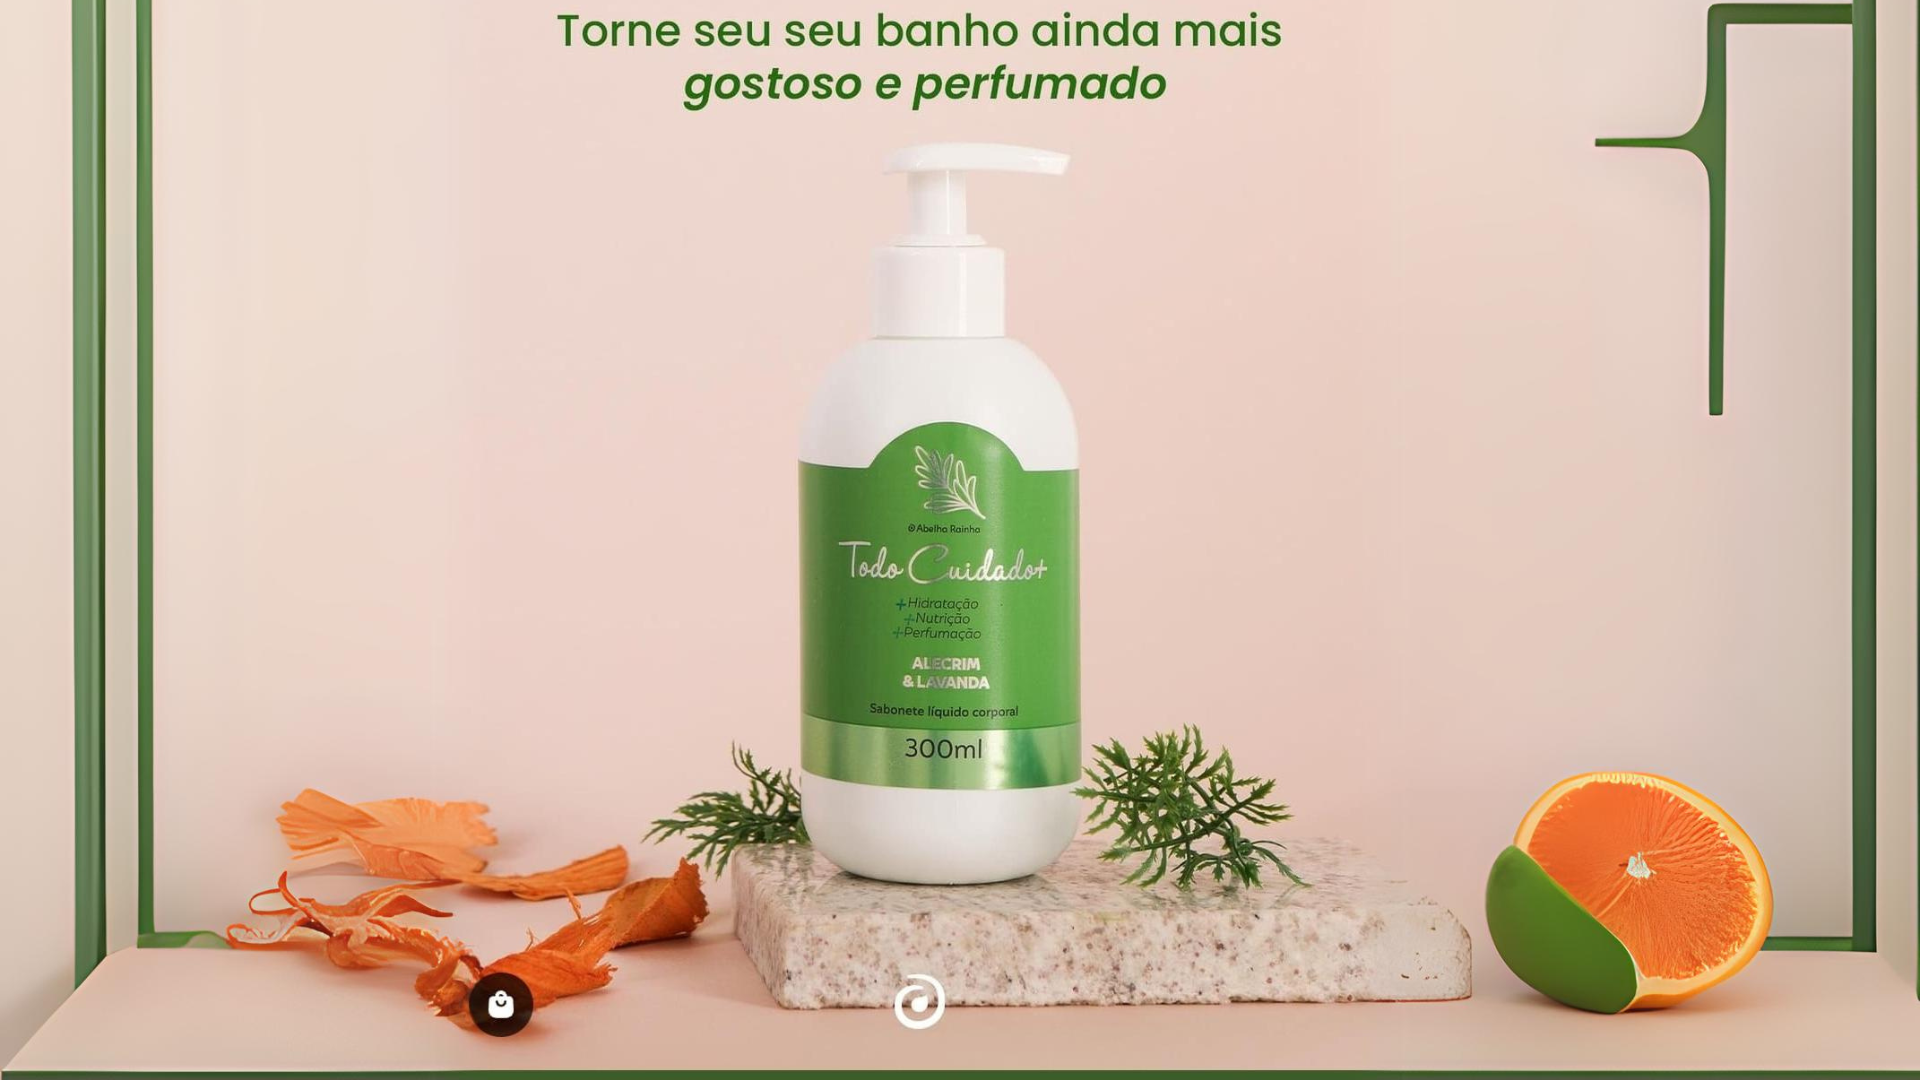 Torne seu seu banho ainda mais
gostoso e perfumado
Abelha Rainha
Todo Cuidado+
+Hidratação
+Nutrição
+Perfumação
ALECRIM
& LAVANDA
Sabonete líquido corporal
300ml